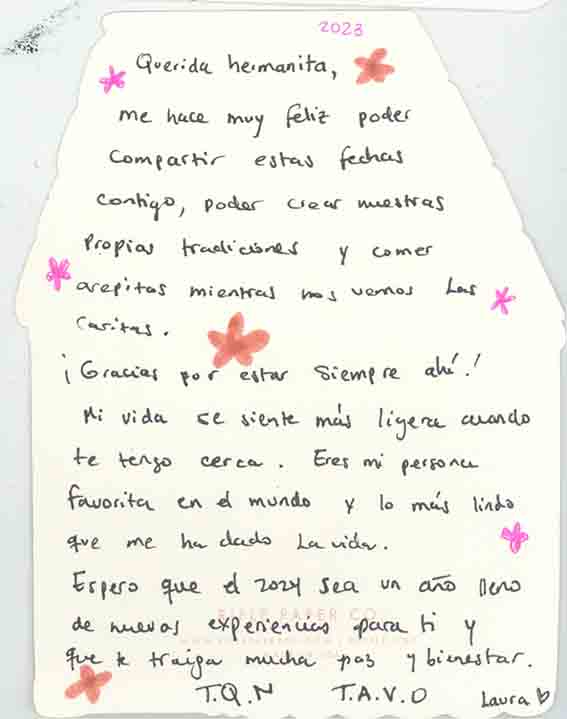 2023
Querida hermanita,
me hace muy feliz poder
compartir estas fechas
contigo, poder crear nuestras
propias tradiciones y comer
arepitas mientras nos vemos las
caritas.
¡Gracias por estar siempre ahí!
Mi vida se siente más ligera cuando
te tengo cerca. Eres mi persona
favorita en el mundo y lo más lindo
que me ha dado la vida.
Espero que el 2024 sea un año lleno
RIFLE PAPER CO.
de nuevas experiencias para ti y
que te traiga mucha paz y bienestar.
T.Q.N T.A.V.O
Laura